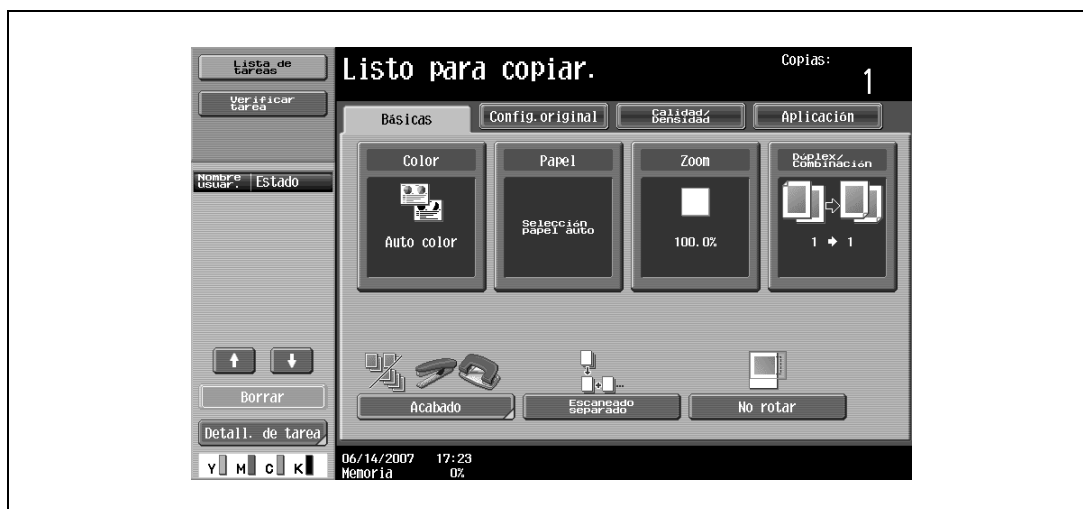 Lista de
tareas
Verificar
tarea
Nombre
usuar.
Estado
Borrar
Detall. de tarea
Y M C K
Listo para copiar.
Copias:
1
Básicas
Config.original
Calidad/
Densidad
Aplicación
Color
Auto color
Papel
Selección
papel auto
Zoom
100.0%
Dúplex/
Combinación
1 → 1
Acabado
Escaneado
separado
No rotar
06/14/2007 17:23
Memoria 0%